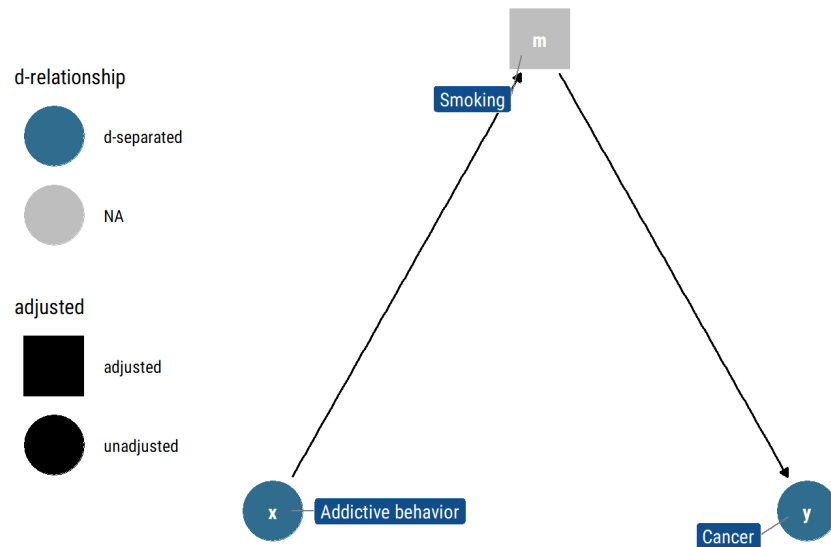 m
Smoking
d-relationship
d-separated
NA
adjusted
adjusted
unadjusted
x
Addictive behavior
y
Cancer